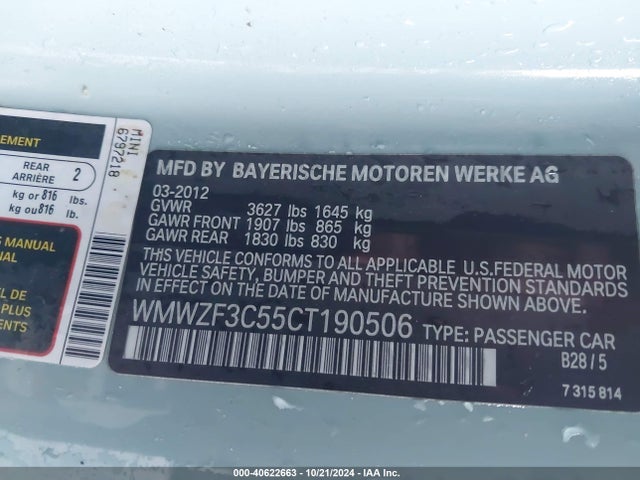 EMENT
MINI
6797218
REAR
ARRIÈRE
2
kg or 816 lbs.
kg ou 816 lb.
S MANUAL
NAL
EL DE
S PLUS
MENTS.
MFD BY BAYERISCHE MOTOREN WERKE AG
03-2012
GVWR 3627 lbs 1645 kg
GAWR FRONT 1907 lbs 865 kg
GAWR REAR 1830 lbs 830 kg
THIS VEHICLE CONFORMS TO ALL APPLICABLE U.S.FEDERAL MOTOR
VEHICLE SAFETY, BUMPER AND THEFT PREVENTION STANDARDS
IN EFFECT ON THE DATE OF MANUFACTURE SHOWN ABOVE.
WMWZF3C55CT190506 TYPE: PASSENGER CAR
B28/5
7 315 814
000-40622663 - 10/21/2024 - IAA Inc.